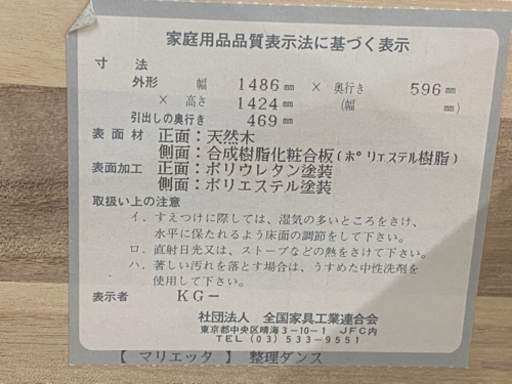 家庭用品品質表示法に基づく表示
寸 法
外形 幅 1486㎜ × 奥行き 596㎜
× 高さ 1424㎜ (幅 ㎜)
引出しの奥行き 469㎜
表面材 正面：天然木
側面：合成樹脂化粧合板(ポリエステル樹脂)
表面加工 正面：ポリウレタン塗装
側面：ポリエステル塗装
取扱い上の注意
イ．すえつけに際しては、湿気の多いところをさけ、
水平に保たれるよう床面の調節をして下さい。
ロ．直射日光又は、ストーブなどの熱をさけて下さい。
ハ．著しい汚れを落とす場合は、うすめた中性洗剤を
使用して下さい。
表示者 KG－
社団法人 全国家具工業連合会
東京都中央区晴海3-10-1 JFC内
TEL (03) 533-9551
【 マリエッタ 】 整理ダンス